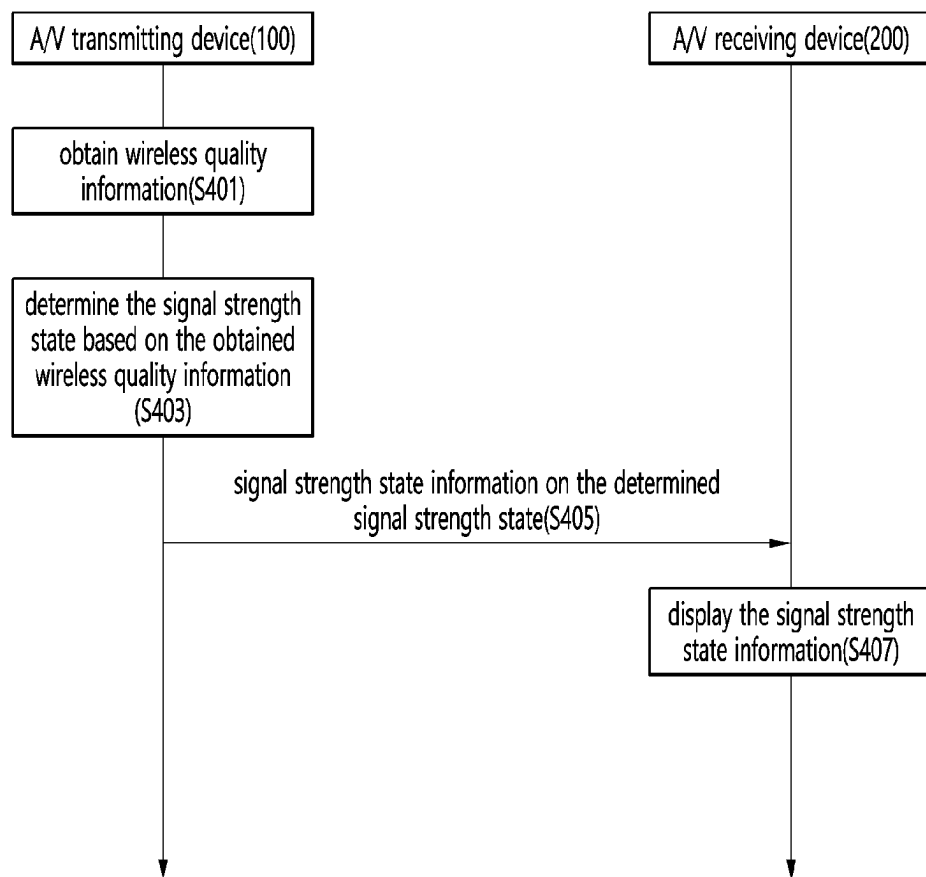 A/V transmitting device(100)
A/V receiving device(200)
obtain wireless quality
information(S401)
determine the signal strength
state based on the obtained
wireless quality information
(S403)
signal strength state information on the determined
signal strength state(S405)
display the signal strength
state information(S407)